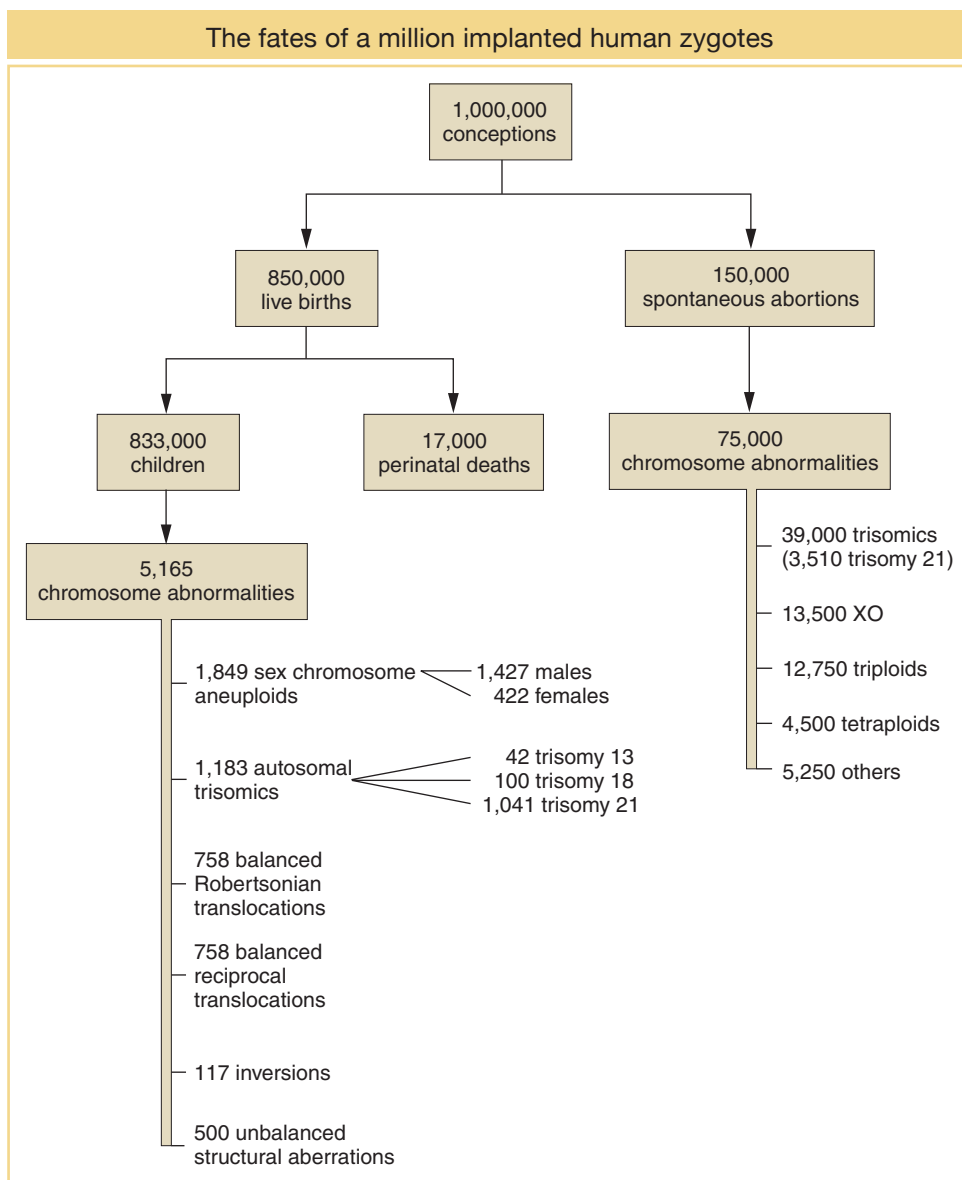 The fates of a million implanted human zygotes
1,000,000
conceptions
850,000
live births
150,000
spontaneous abortions
833,000
children
17,000
perinatal deaths
75,000
chromosome abnormalities
5,165
chromosome abnormalities
39,000 trisomics
(3,510 trisomy 21)
13,500 XO
12,750 triploids
4,500 tetraploids
5,250 others
1,849 sex chromosome
aneuploids
1,427 males
422 females
1,183 autosomal
trisomics
42 trisomy 13
100 trisomy 18
1,041 trisomy 21
758 balanced
Robertsonian
translocations
758 balanced
reciprocal
translocations
117 inversions
500 unbalanced
structural aberrations